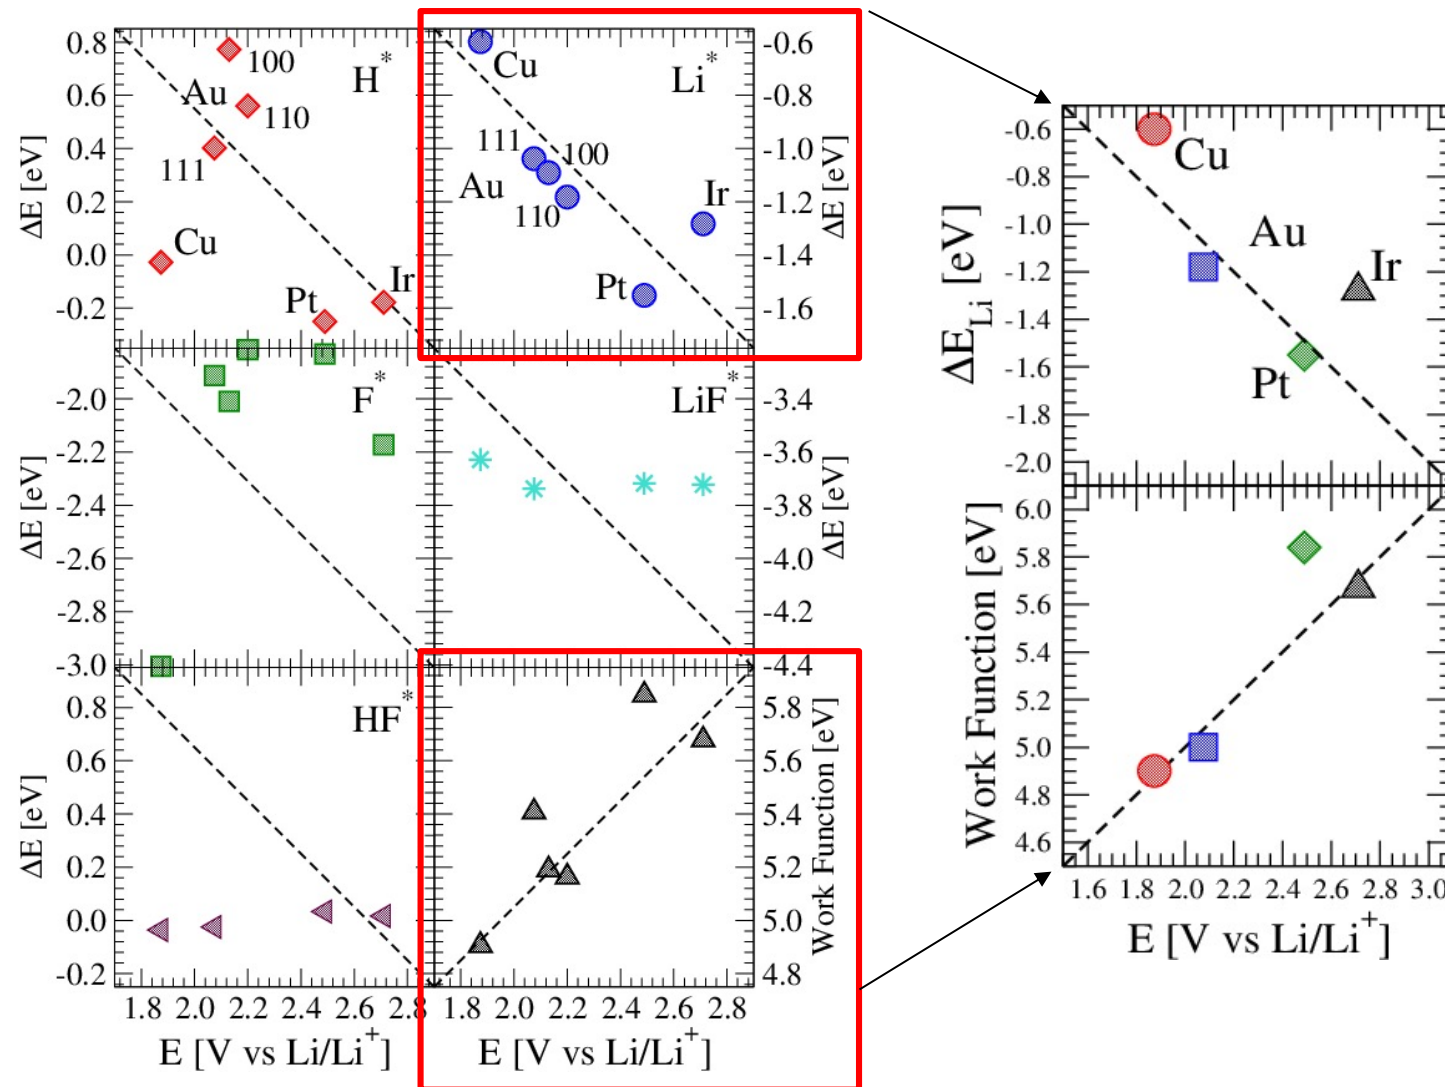 0.8
0.6
0.4
0.2
0.0
-0.2
ΔE [eV]
H*
100
Au
110
111
Cu
Pt
Ir
-0.6
-0.8
-1.0
-1.2
-1.4
-1.6
ΔE [eV]
Li*
Cu
111
100
Au
110
Ir
Pt
-2.0
-2.2
-2.4
-2.6
-2.8
-3.0
ΔE [eV]
F*
-3.4
-3.6
-3.8
-4.0
-4.2
-4.4
ΔE [eV]
LiF*
0.8
0.6
0.4
0.2
0.0
-0.2
ΔE [eV]
HF*
1.8 2.0 2.2 2.4 2.6 2.8
E [V vs Li/Li+]
5.8
5.6
5.4
5.2
5.0
4.8
Work Function [eV]
1.8 2.0 2.2 2.4 2.6 2.8
E [V vs Li/Li+]
-0.6
-0.8
-1.0
-1.2
-1.4
-1.6
-1.8
-2.0
ΔELi [eV]
Cu
Au
Ir
Pt
6.0
5.8
5.6
5.4
5.2
5.0
4.8
4.6
Work Function [eV]
1.6 1.8 2.0 2.2 2.4 2.6 2.8 3.0
E [V vs Li/Li+]